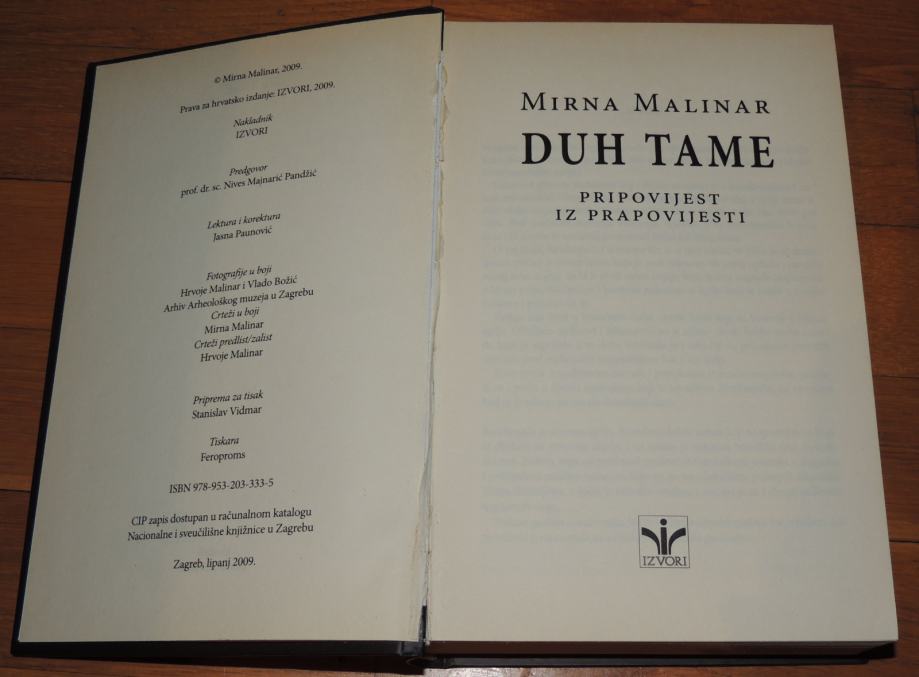 © Mirna Malinar, 2009.
Prava za hrvatsko izdanje: IZVORI, 2009.
Nakladnik
IZVORI
Predgovor
prof. dr. sc. Nives Majnarić Pandžić
Lektura i korektura
Jasna Paunović
Fotografije u boji
Hrvoje Malinar i Vlado Božić
Arhiv Arheološkog muzeja u Zagrebu
Crteži u boji
Mirna Malinar
Crteži predlist/zalist
Hrvoje Malinar
Priprema za tisak
Stanislav Vidmar
Tiskara
Feroproms
ISBN 978-953-203-333-5
CIP zapis dostupan u računalnom katalogu
Nacionalne i sveučilišne knjižnice u Zagrebu
Zagreb, lipanj 2009.
MIRNA MALINAR
DUH TAME
PRIPOVIJEST
IZ PRAPOVIJESTI
IZVORI